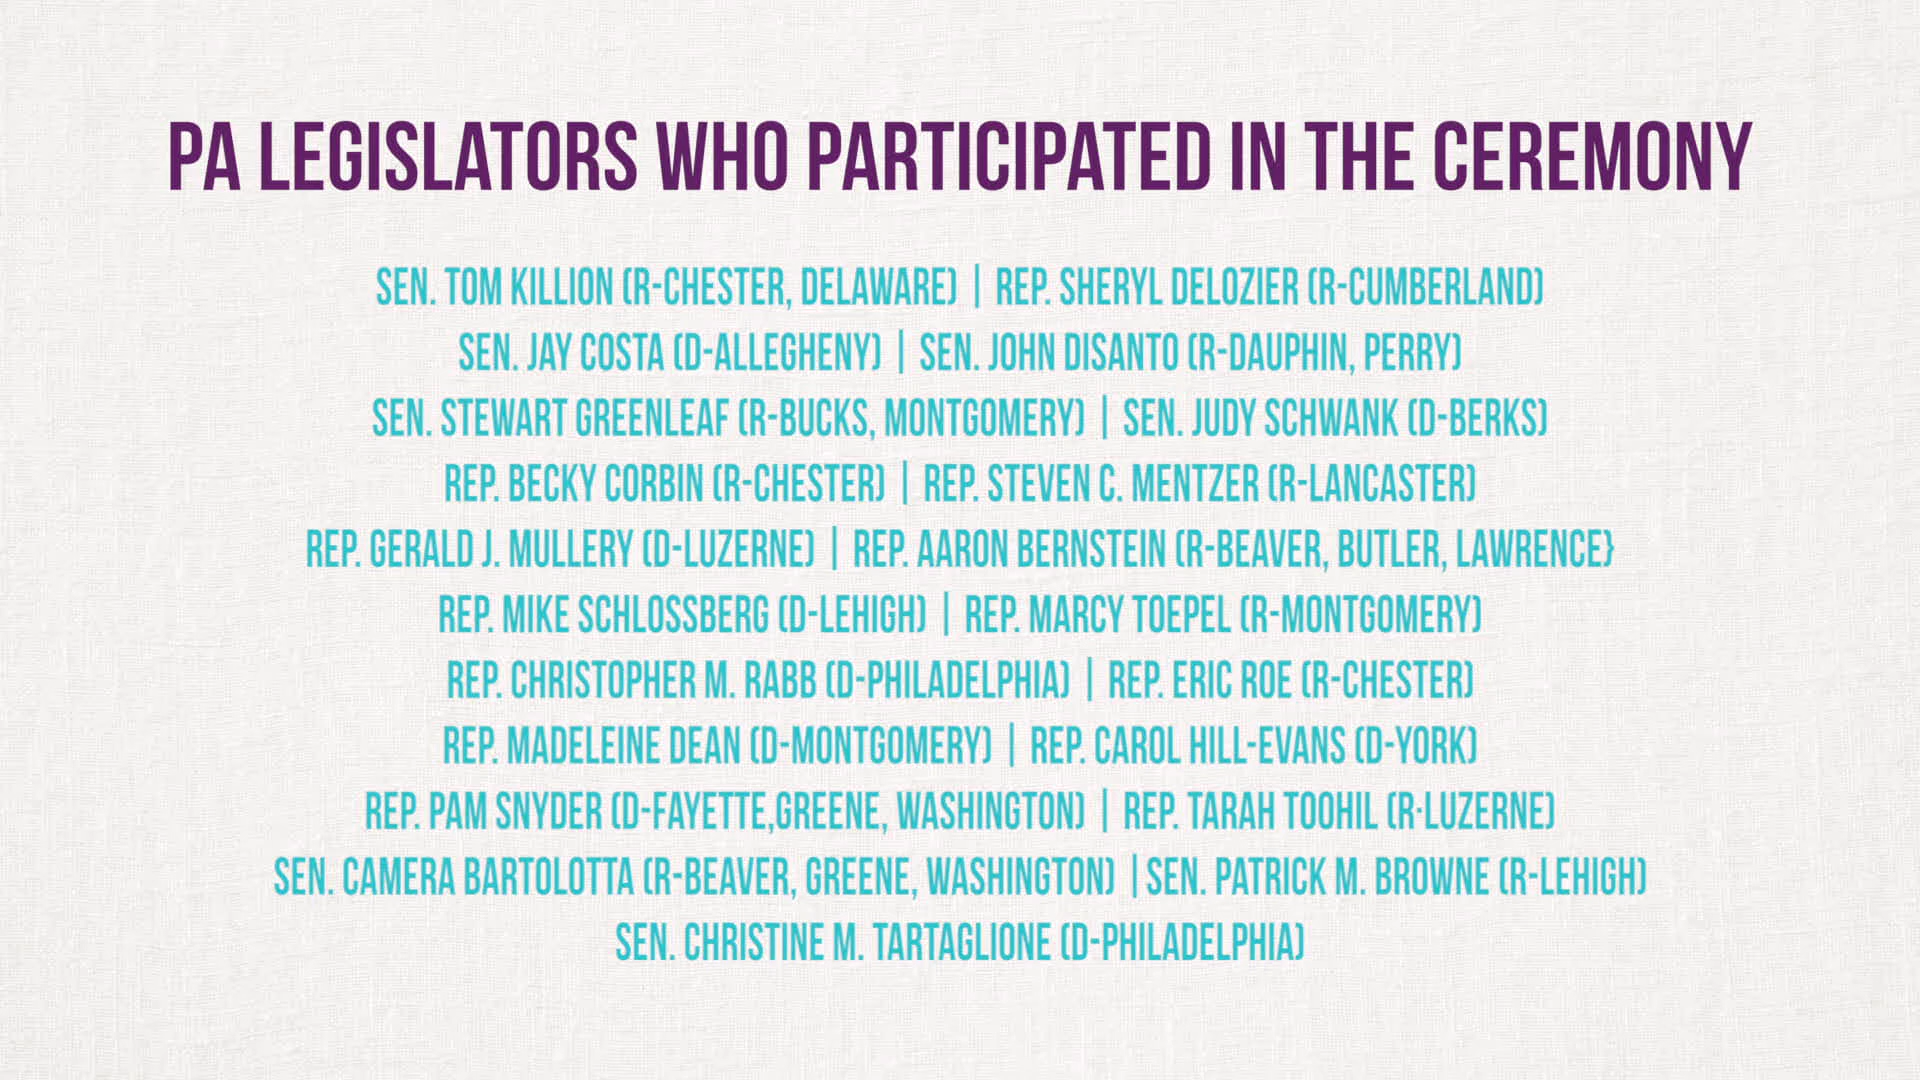 PA LEGISLATORS WHO PARTICIPATED IN THE CEREMONY
SEN. TOM KILLION (R-CHESTER, DELAWARE) | REP. SHERYL DELOZIER (R-CUMBERLAND)
SEN. JAY COSTA (D-ALLEGHENY) | SEN. JOHN DISANTO (R-DAUPHIN, PERRY)
SEN. STEWART GREENLEAF (R-BUCKS, MONTGOMERY) | SEN. JUDY SCHWANK (D-BERKS)
REP. BECKY CORBIN (R-CHESTER) | REP. STEVEN C. MENTZER (R-LANCASTER)
REP. GERALD J. MULLERY (D-LUZERNE) | REP. AARON BERNSTEIN (R-BEAVER, BUTLER, LAWRENCE}
REP. MIKE SCHLOSSBERG (D-LEHIGH) | REP. MARCY TOEPEL (R-MONTGOMERY)
REP. CHRISTOPHER M. RABB (D-PHILADELPHIA) | REP. ERIC ROE (R-CHESTER)
REP. MADELEINE DEAN (D-MONTGOMERY) | REP. CAROL HILL-EVANS (D-YORK)
REP. PAM SNYDER (D-FAYETTE,GREENE, WASHINGTON) | REP. TARAH TOOHIL (R·LUZERNE)
SEN. CAMERA BARTOLOTTA (R-BEAVER, GREENE, WASHINGTON) |SEN. PATRICK M. BROWNE (R-LEHIGH)
SEN. CHRISTINE M. TARTAGLIONE (D-PHILADELPHIA)